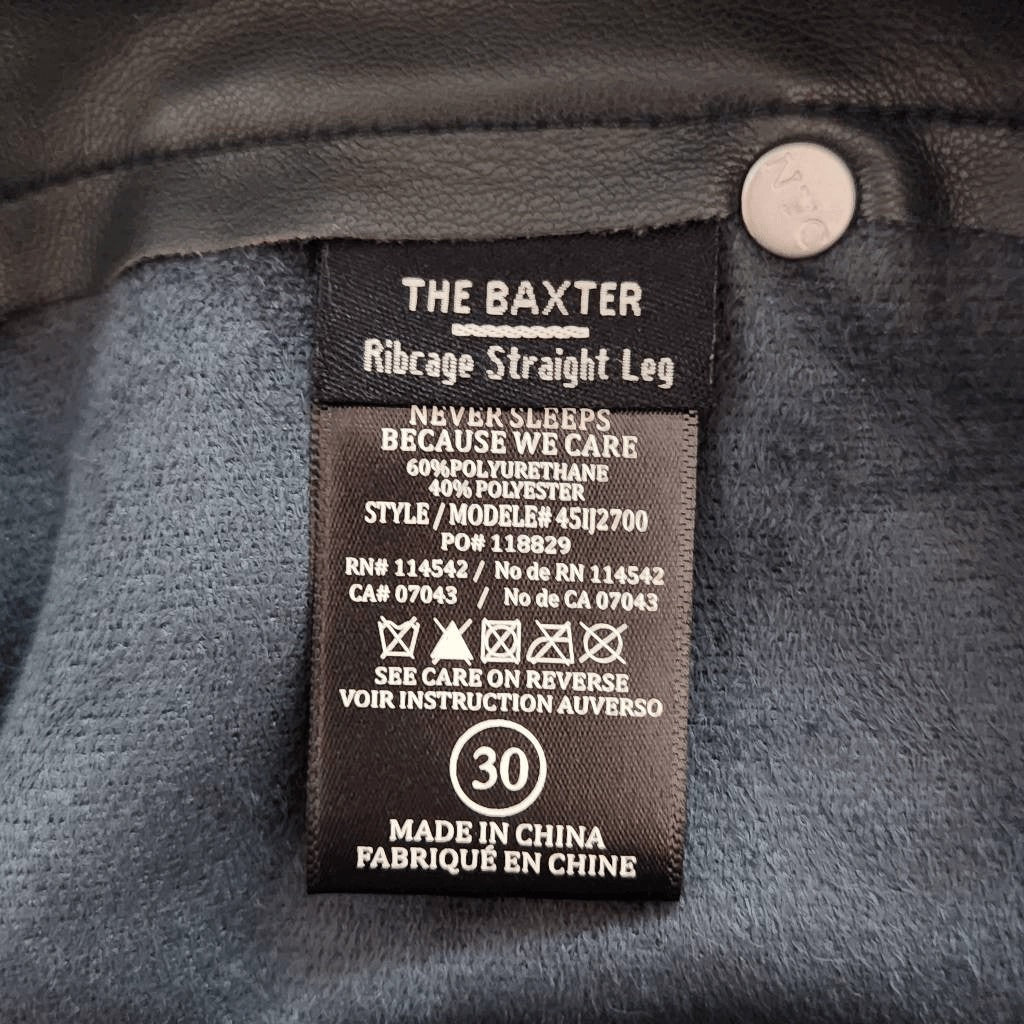 NYC
THE BAXTER
Ribcage Straight Leg
NEVER SLEEPS
BECAUSE WE CARE
60%POLYURETHANE
40% POLYESTER
STYLE / MODELE# 45IJ2700
PO# 118829
RN# 114542 / No de RN 114542
CA# 07043 / No de CA 07043
SEE CARE ON REVERSE
VOIR INSTRUCTION AUVERSO
30
MADE IN CHINA
FABRIQUÉ EN CHINE